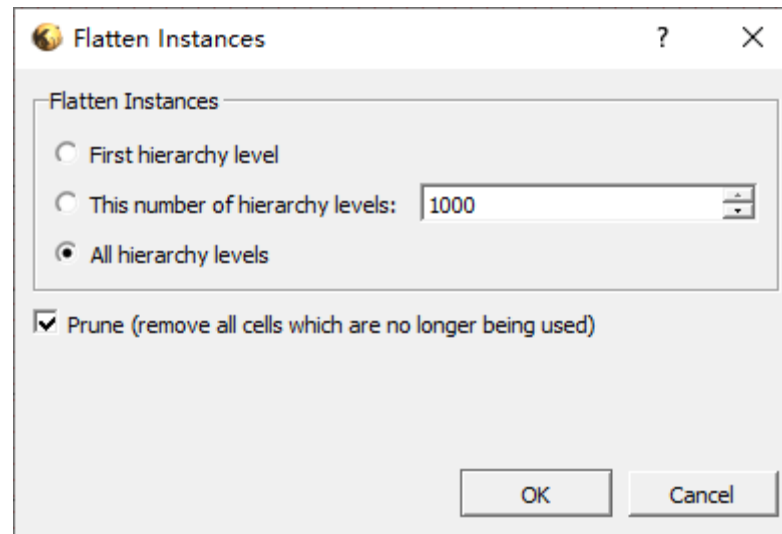 Flatten Instances
?
Flatten Instances
First hierarchy level
This number of hierarchy levels: 1000
All hierarchy levels
Prune (remove all cells which are no longer being used)
OK Cancel